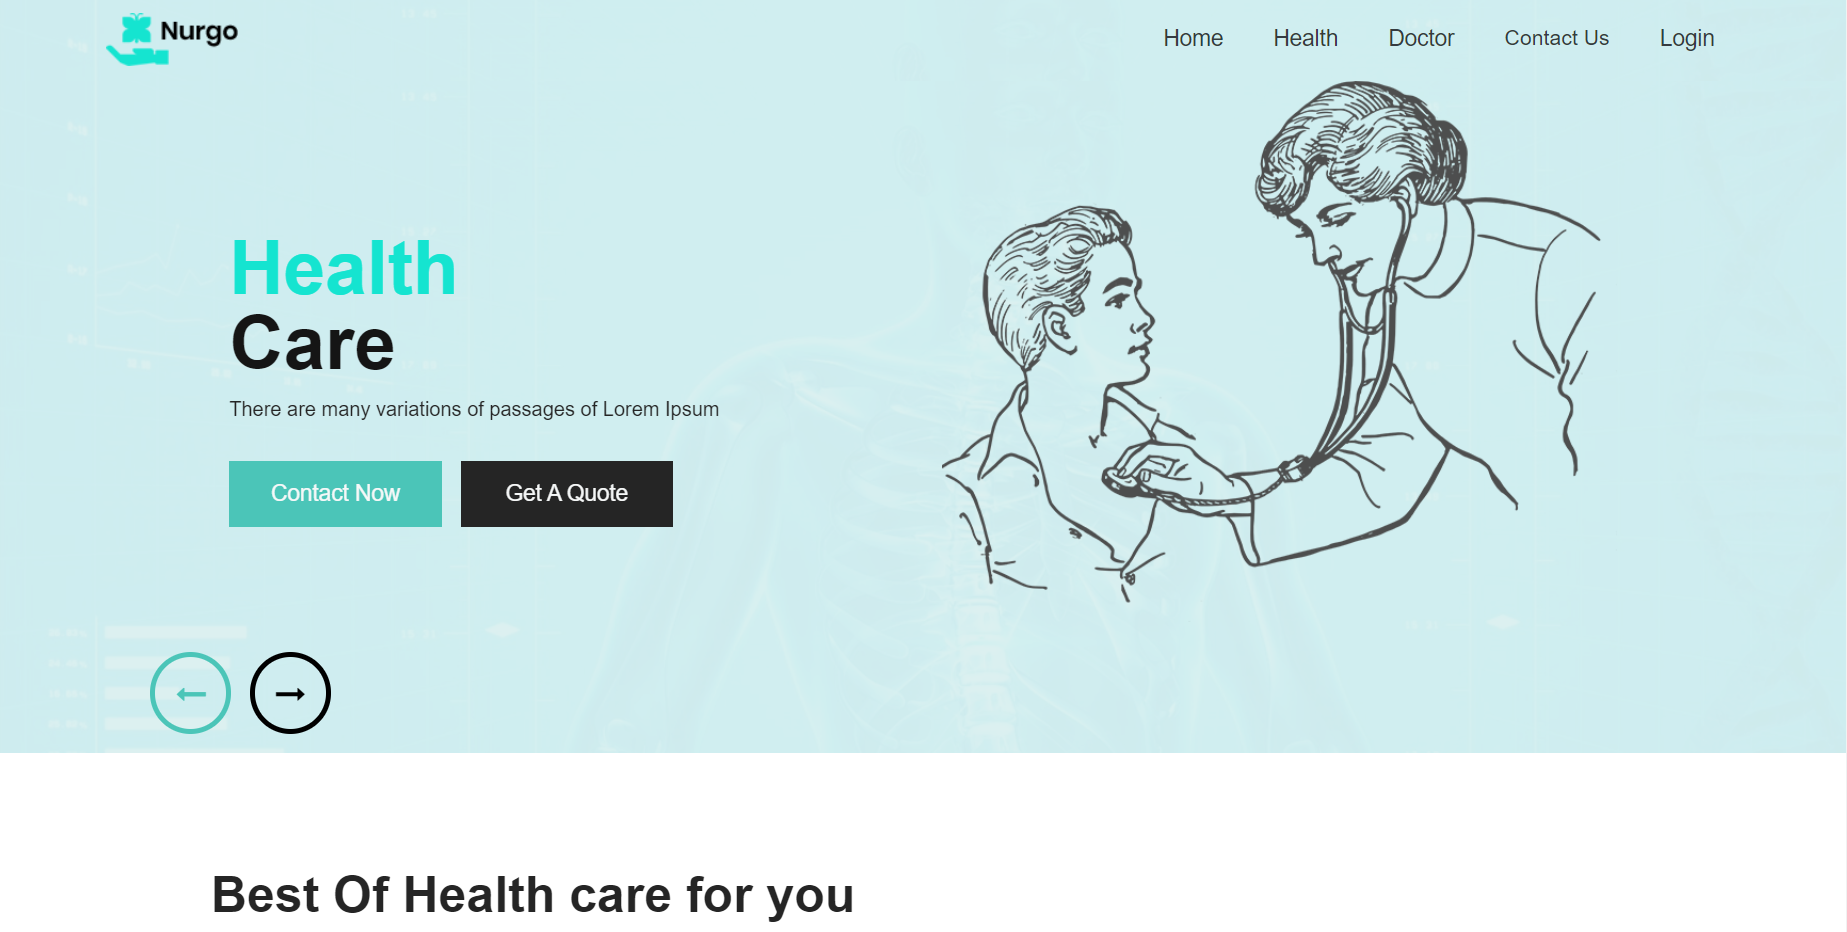 Nurgo
Home Health Doctor Contact Us Login
Health
Care
There are many variations of passages of Lorem Ipsum
Contact Now Get A Quote
Best Of Health care for you